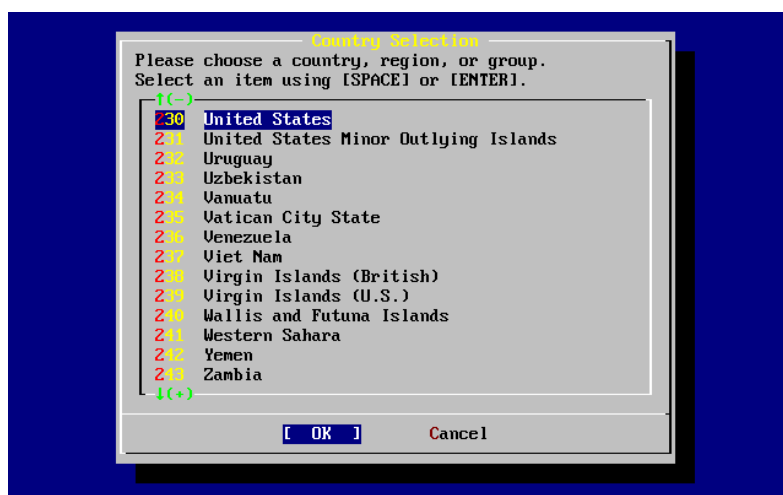 Country Selection
Please choose a country, region, or group.
Select an item using [SPACE] or [ENTER].
↑(-)
230 United States
231 United States Minor Outlying Islands
232 Uruguay
233 Uzbekistan
234 Vanuatu
235 Vatican City State
236 Venezuela
237 Viet Nam
238 Virgin Islands (British)
239 Virgin Islands (U.S.)
240 Wallis and Futuna Islands
241 Western Sahara
242 Yemen
243 Zambia
↓(+)
[ OK ] Cancel